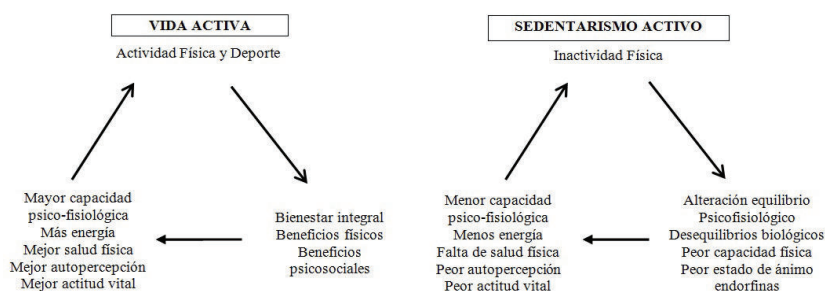 VIDA ACTIVA
Actividad Física y Deporte
Mayor capacidad
psico-fisiológica
Más energía
Mejor salud física
Mejor autopercepción
Mejor actitud vital
Bienestar integral
Beneficios físicos
Beneficios
psicosociales
SEDENTARISMO ACTIVO
Inactividad Física
Menor capacidad
psico-fisiológica
Menos energía
Falta de salud física
Peor autopercepción
Peor actitud vital
Alteración equilibrio
Psicofisiológico
Desequilibrios biológicos
Peor capacidad física
Peor estado de ánimo
endorfinas